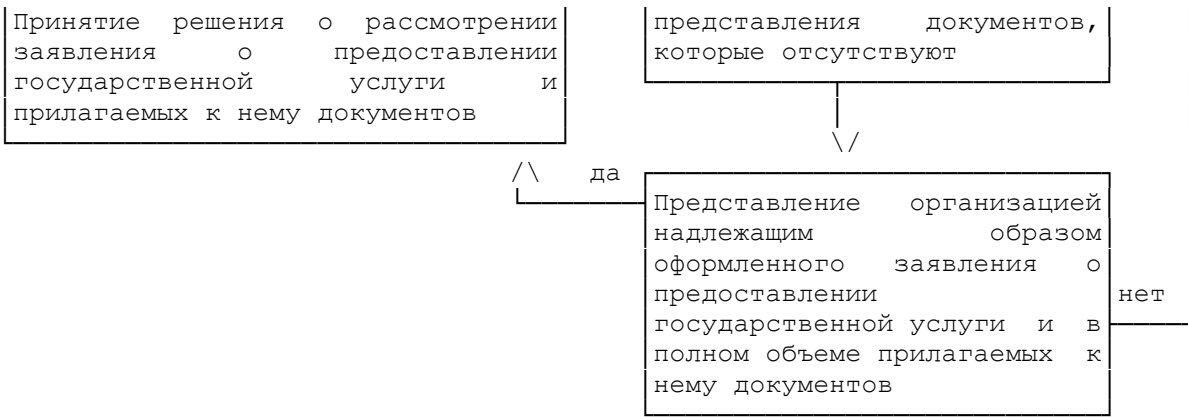 Принятие решения о рассмотрении
заявления о предоставлении
государственной услуги и
прилагаемых к нему документов
представления документов,
которые отсутствуют
да
Представление организацией
надлежащим образом
оформленного заявления о
предоставлении
государственной услуги и в
полном объеме прилагаемых к
нему документов
нет